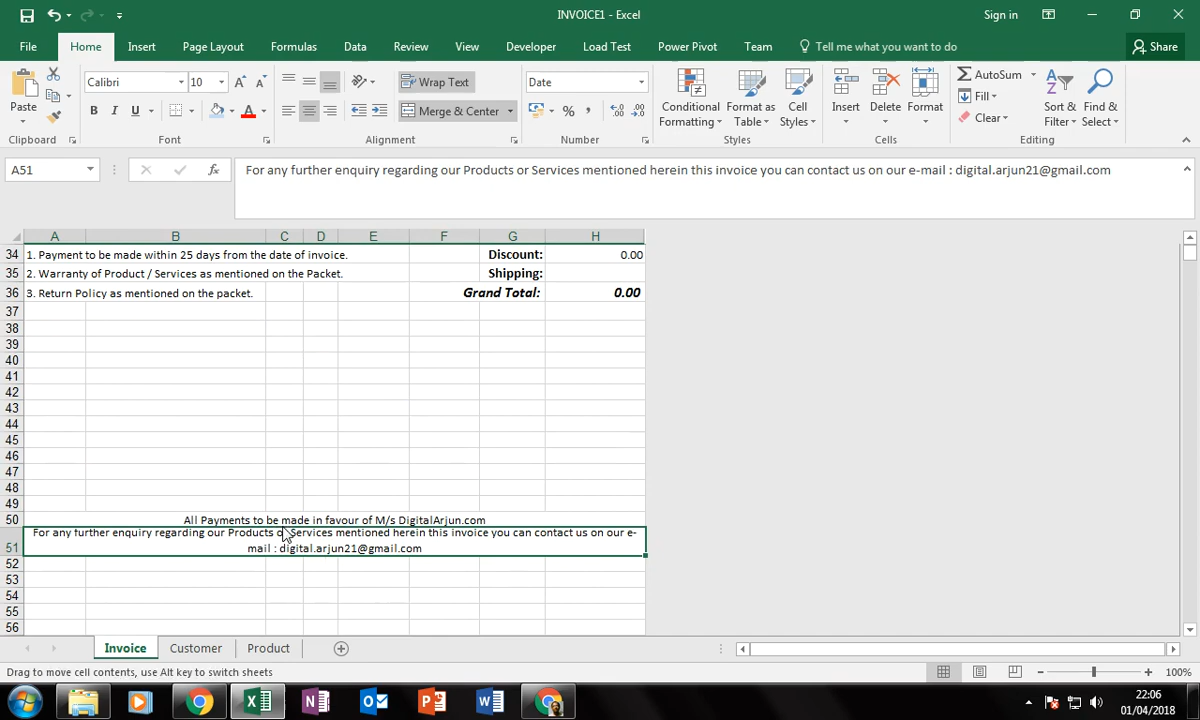 INVOICE1 - Excel
Sign in
File Home Insert Page Layout Formulas Data Review View Developer Load Test Power Pivot Team Tell me what you want to do Share
Paste
Calibri 10
B I U
A
Wrap Text
Merge & Center
Date
%
Conditional Formatting
Format as Table
Cell Styles
Insert Delete Format
AutoSum
Fill
Clear
Sort & Filter
Find & Select
Clipboard Font Alignment Number Styles Cells Editing
A51 fx For any further enquiry regarding our Products or Services mentioned herein this invoice you can contact us on our e-mail : digital.arjun21@gmail.com
A B C D E F G H
34 1. Payment to be made within 25 days from the date of invoice. Discount: 0.00
35 2. Warranty of Product / Services as mentioned on the Packet. Shipping:
36 3. Return Policy as mentioned on the packet. Grand Total: 0.00
37
38
39
40
41
42
43
44
45
46
47
48
49
50 All Payments to be made in favour of M/s DigitalArjun.com
For any further enquiry regarding our Products or Services mentioned herein this invoice you can contact us on our e-
51 mail : digital.arjun21@gmail.com
52
53
54
55
56
Invoice Customer Product
Drag to move cell contents, use Alt key to switch sheets 100%
22:06
01/04/2018